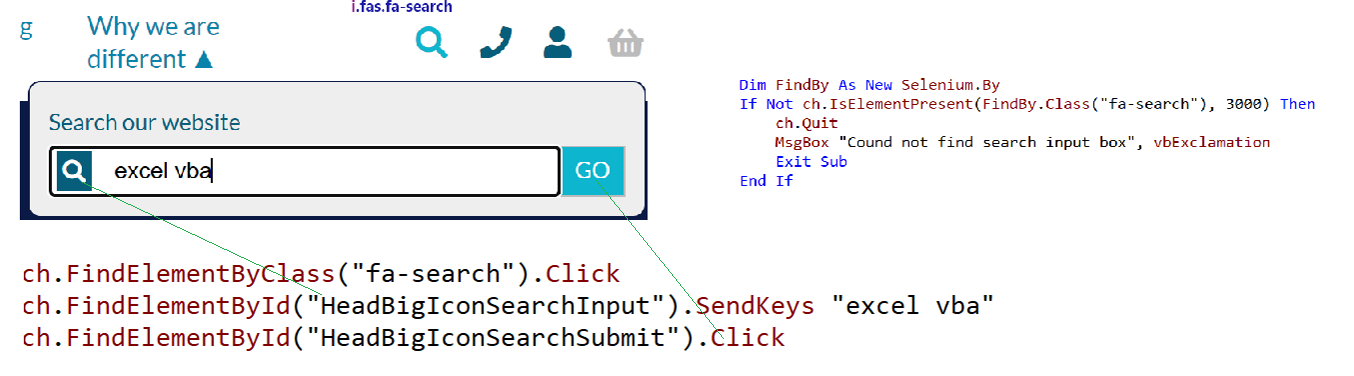 i.fas.fa-search
g
Why we are
different ▲
Search our website
excel vba
GO
Dim FindBy As New Selenium.By
If Not ch.IsElementPresent(FindBy.Class("fa-search"), 3000) Then
    ch.Quit
    MsgBox "Cound not find search input box", vbExclamation
    Exit Sub
End If
ch.FindElementByClass("fa-search").Click
ch.FindElementById("HeadBigIconSearchInput").SendKeys "excel vba"
ch.FindElementById("HeadBigIconSearchSubmit").Click